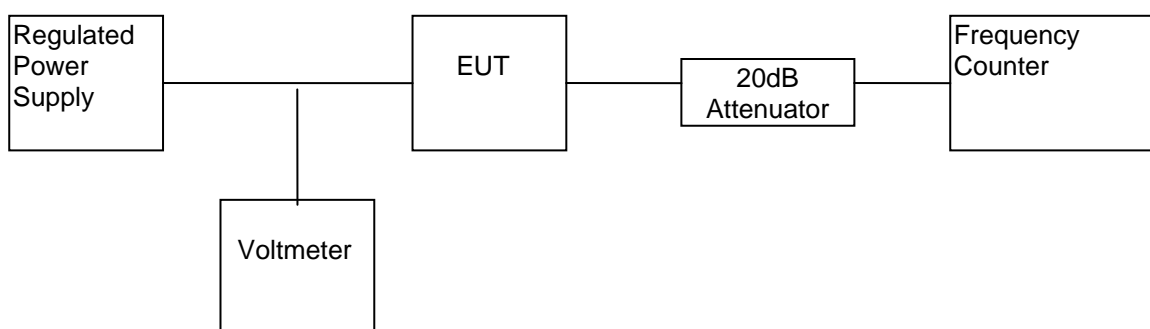 Regulated
Power
Supply
EUT
20dB
Attenuator
Frequency
Counter
Voltmeter